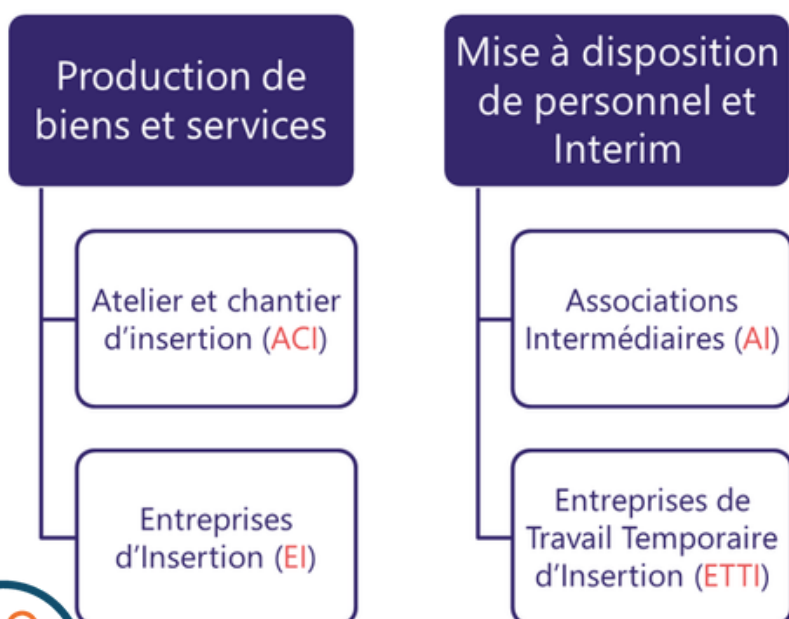 Production de
biens et services
Atelier et chantier
d'insertion (ACI)
Entreprises
d'Insertion (EI)
Mise à disposition
de personnel et
Interim
Associations
Intermédiaires (AI)
Entreprises de
Travail Temporaire
d'Insertion (ETTI)